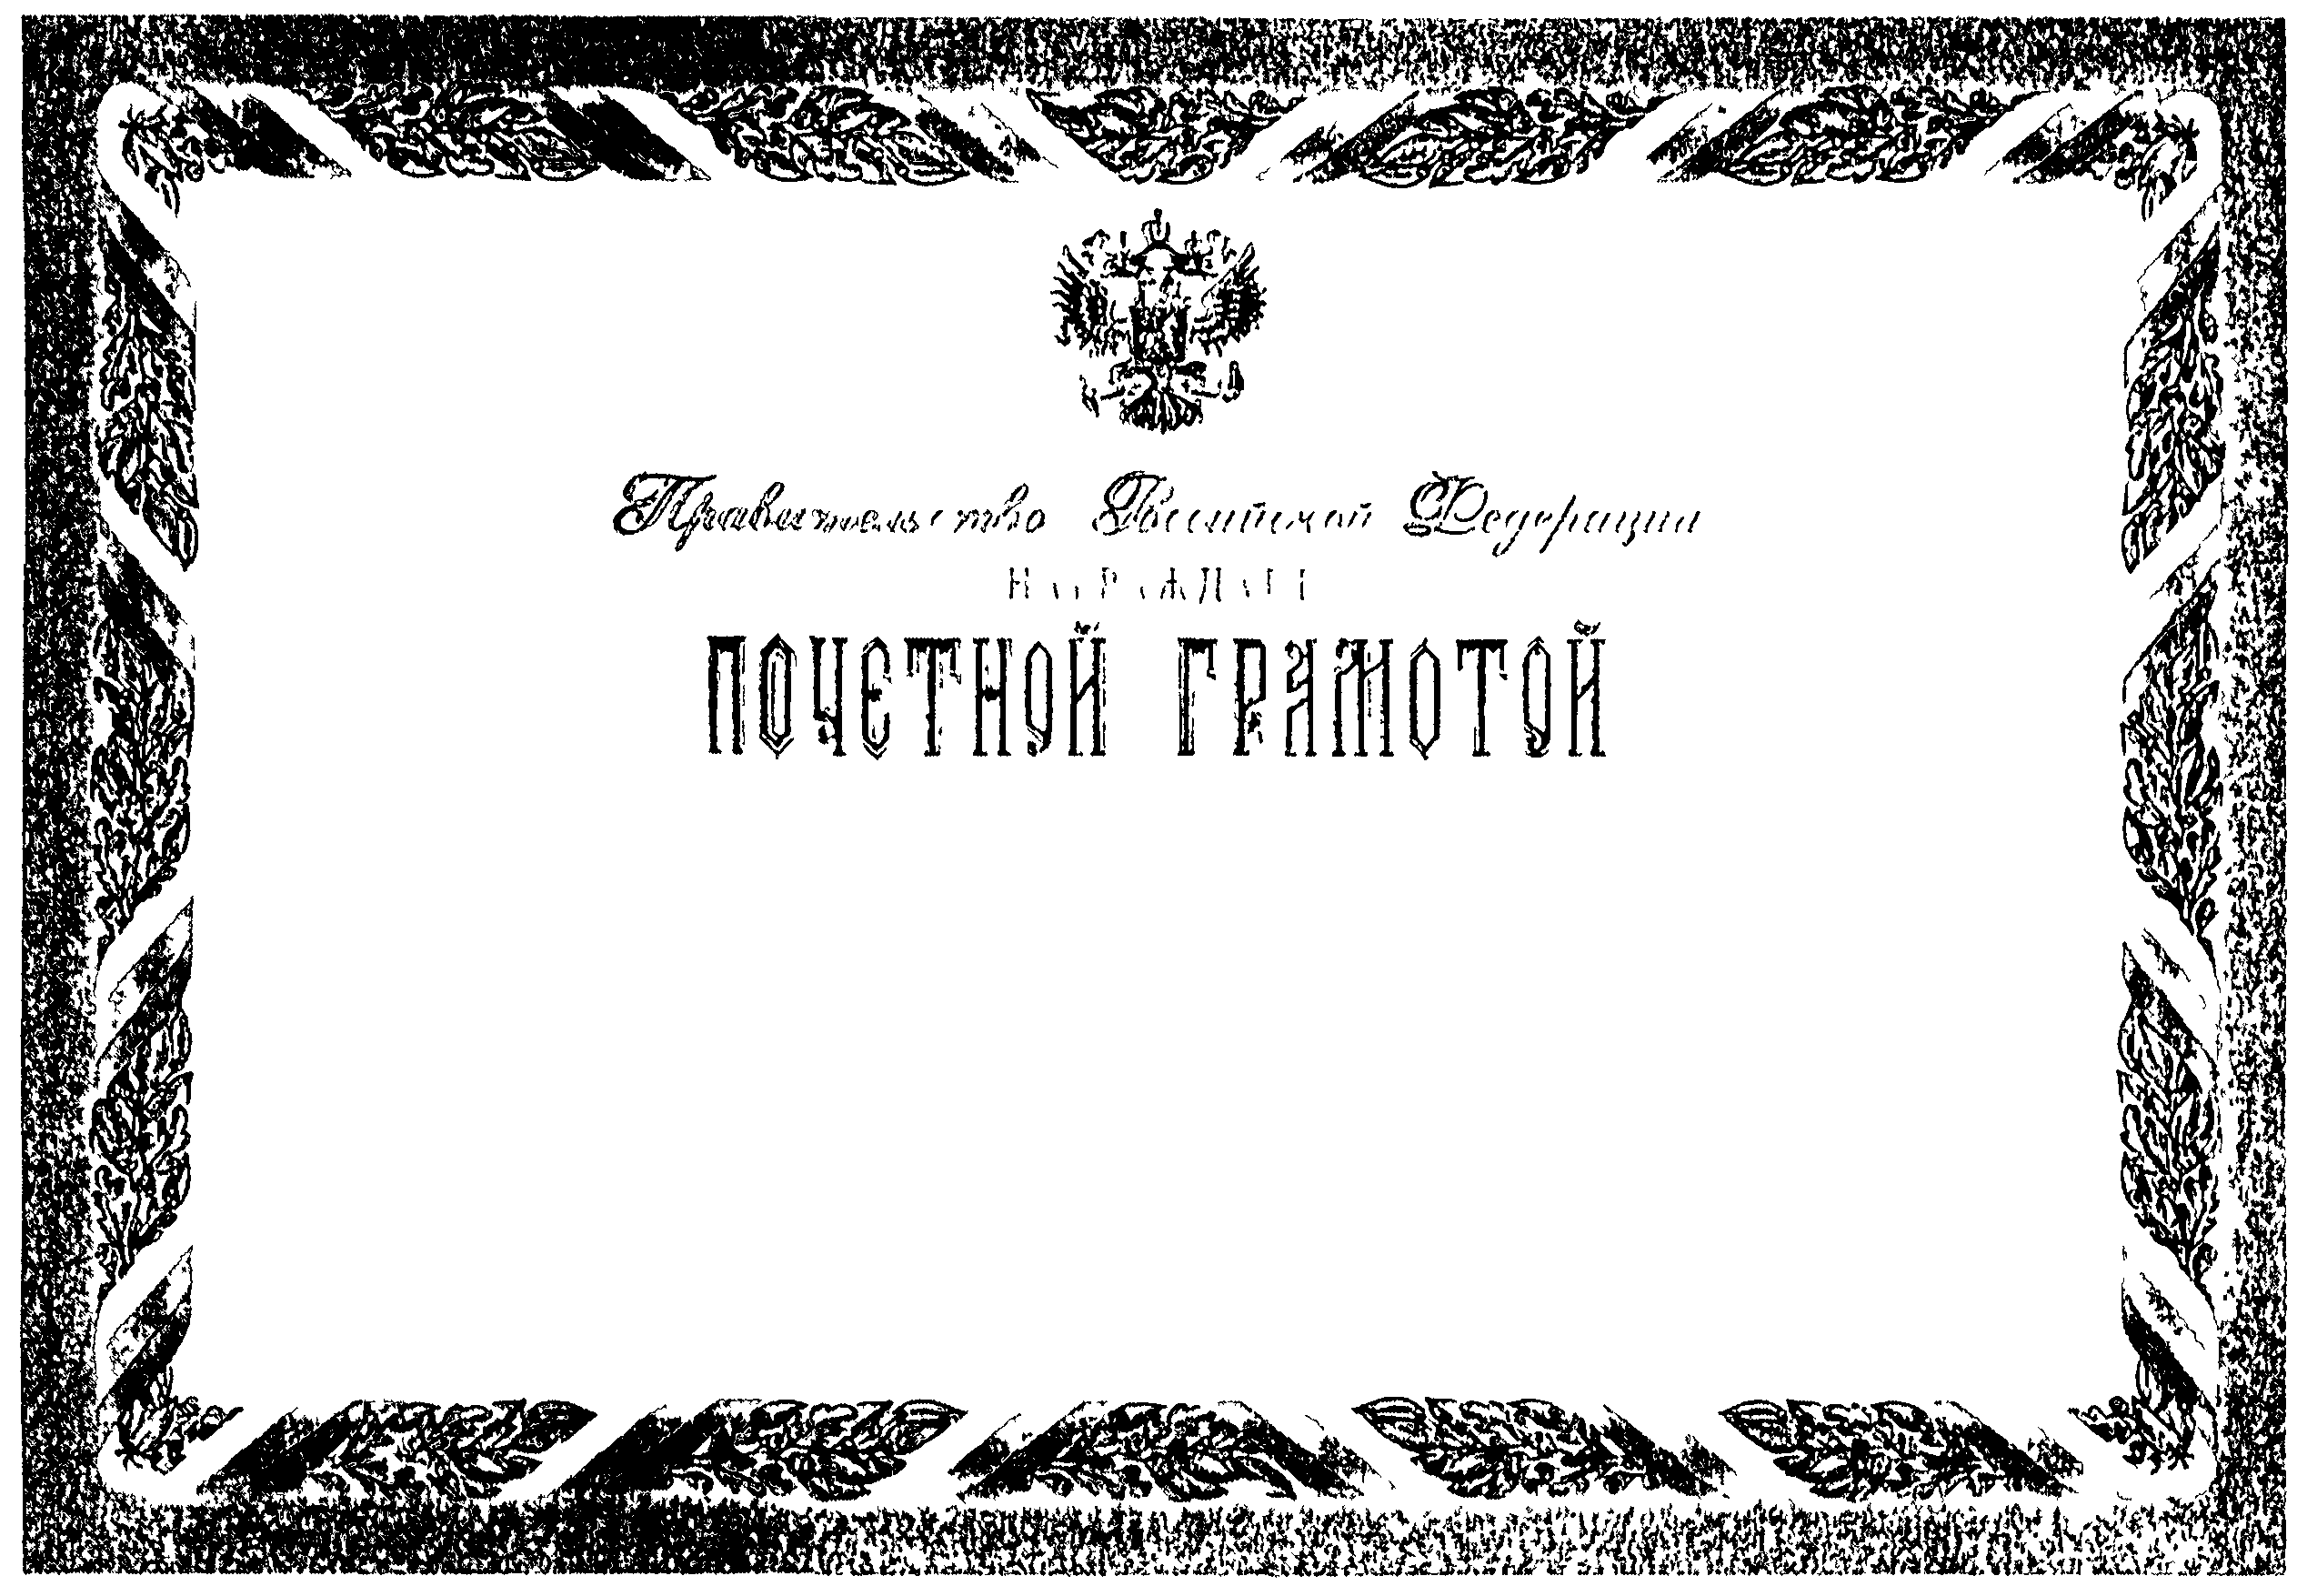 Правительство Российской Федерации
НАГРАЖДАЕТ
ПОЧЕТНОЙ ГРАМОТОЙ